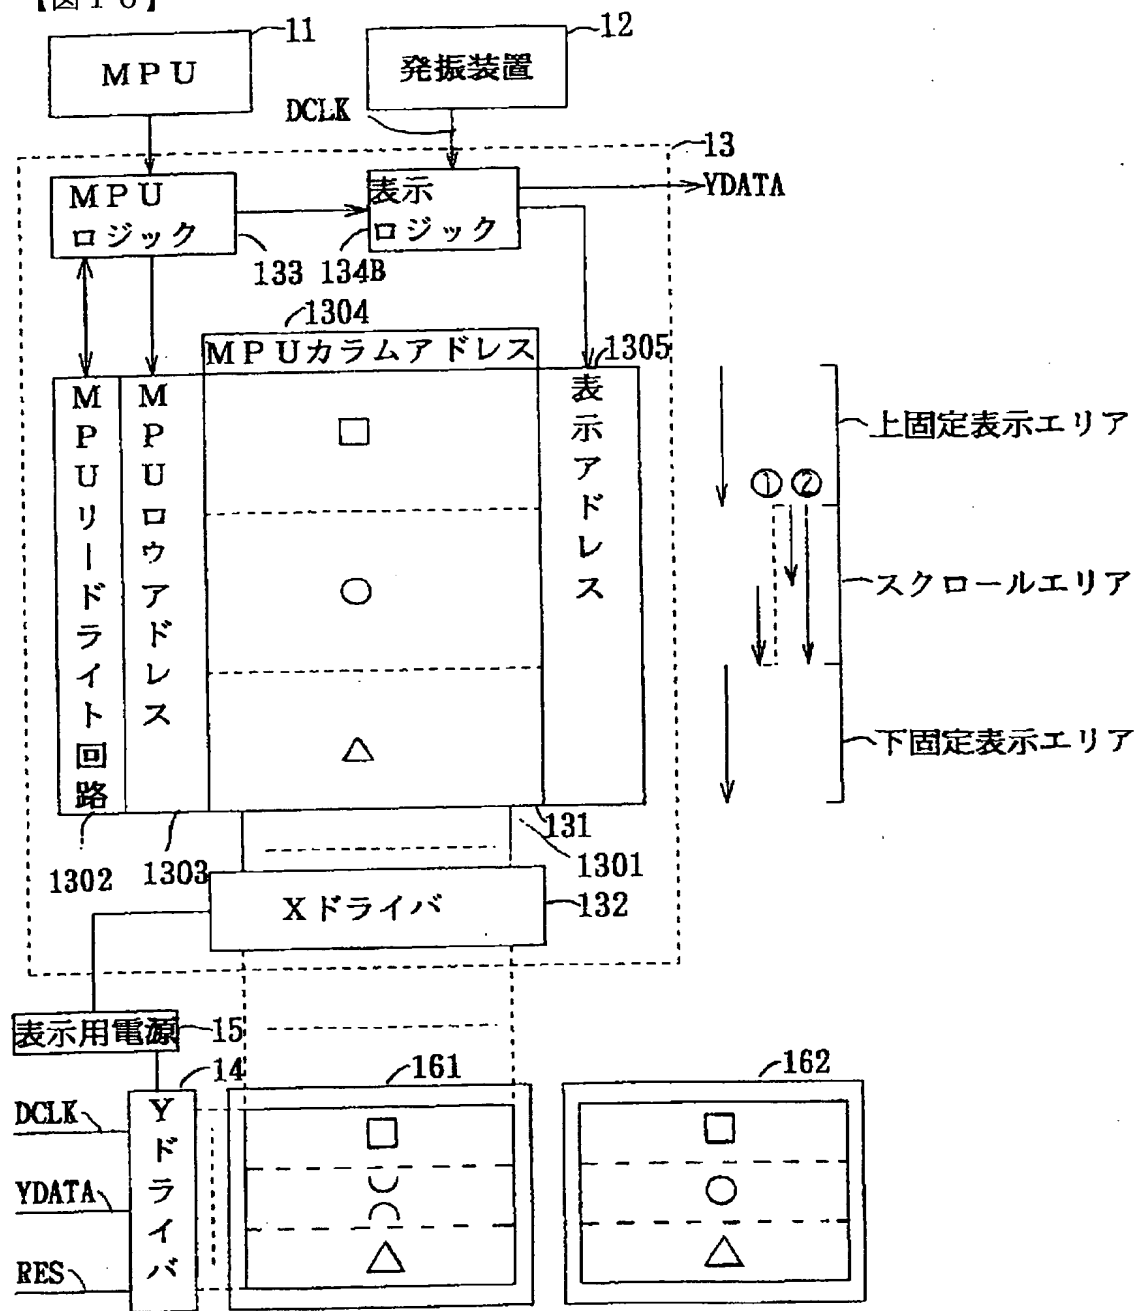 【図16】
11
12
MPU
発振装置
DCLK
13
MPU
ロジック
表示
ロジック
YDATA
133
134B
1304
MPUカラムアドレス
1305
MPUリードライト回路
MPUロウアドレス
表示アドレス
□
○
△
上固定表示エリア
① ②
スクロールエリア
下固定表示エリア
131
1301
1302
1303
Xドライバ
132
表示用電源
15
14
161
162
DCLK
YDATA
RES
Yドライバ
□
△
□
○
△